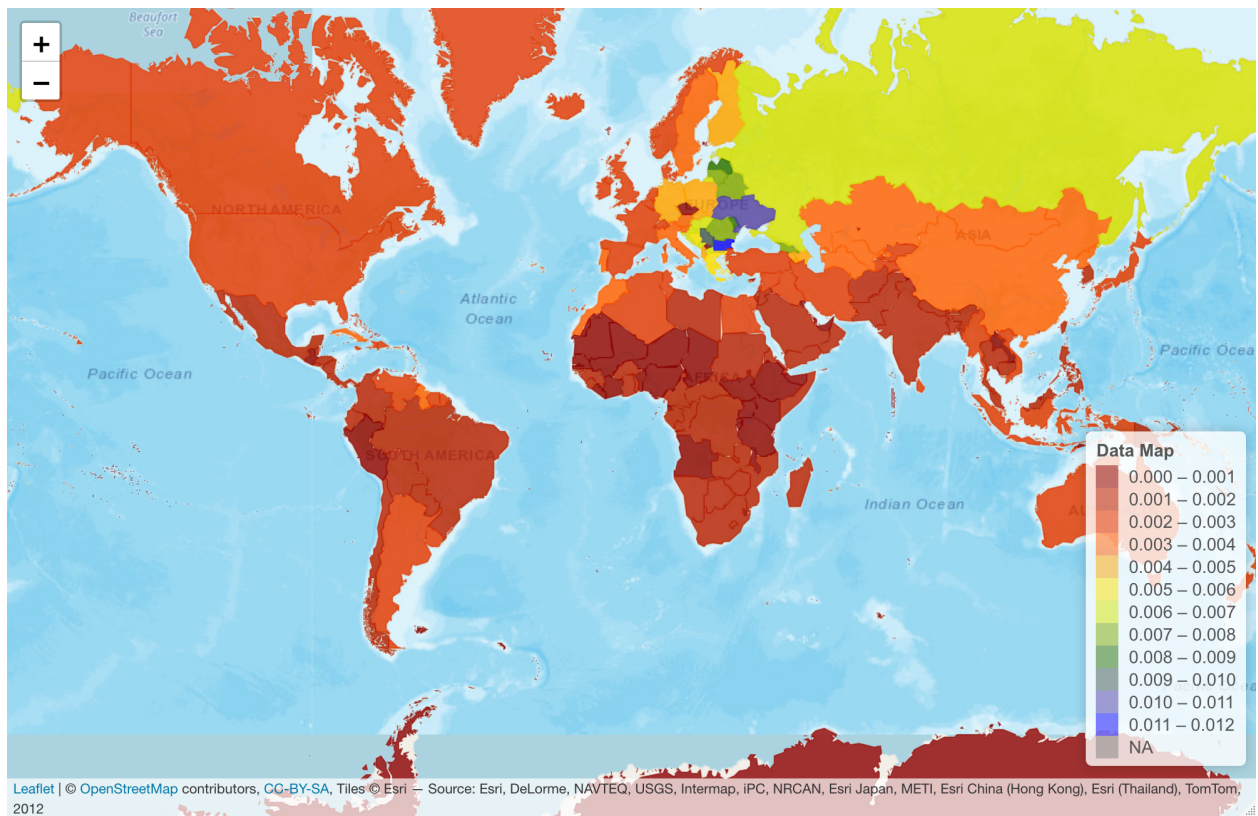 Beaufort
Sea
+
−
NORTH AMERICA
EUROPE
ASIA
Atlantic
Ocean
Pacific Ocean
Pacific Ocea
AFRICA
SOUTH AMERICA
Indian Ocean
AU
Data Map
0.000 – 0.001
0.001 – 0.002
0.002 – 0.003
0.003 – 0.004
0.004 – 0.005
0.005 – 0.006
0.006 – 0.007
0.007 – 0.008
0.008 – 0.009
0.009 – 0.010
0.010 – 0.011
0.011 – 0.012
NA
Leaflet | © OpenStreetMap contributors, CC-BY-SA, Tiles © Esri — Source: Esri, DeLorme, NAVTEQ, USGS, Intermap, iPC, NRCAN, Esri Japan, METI, Esri China (Hong Kong), Esri (Thailand), TomTom,
2012